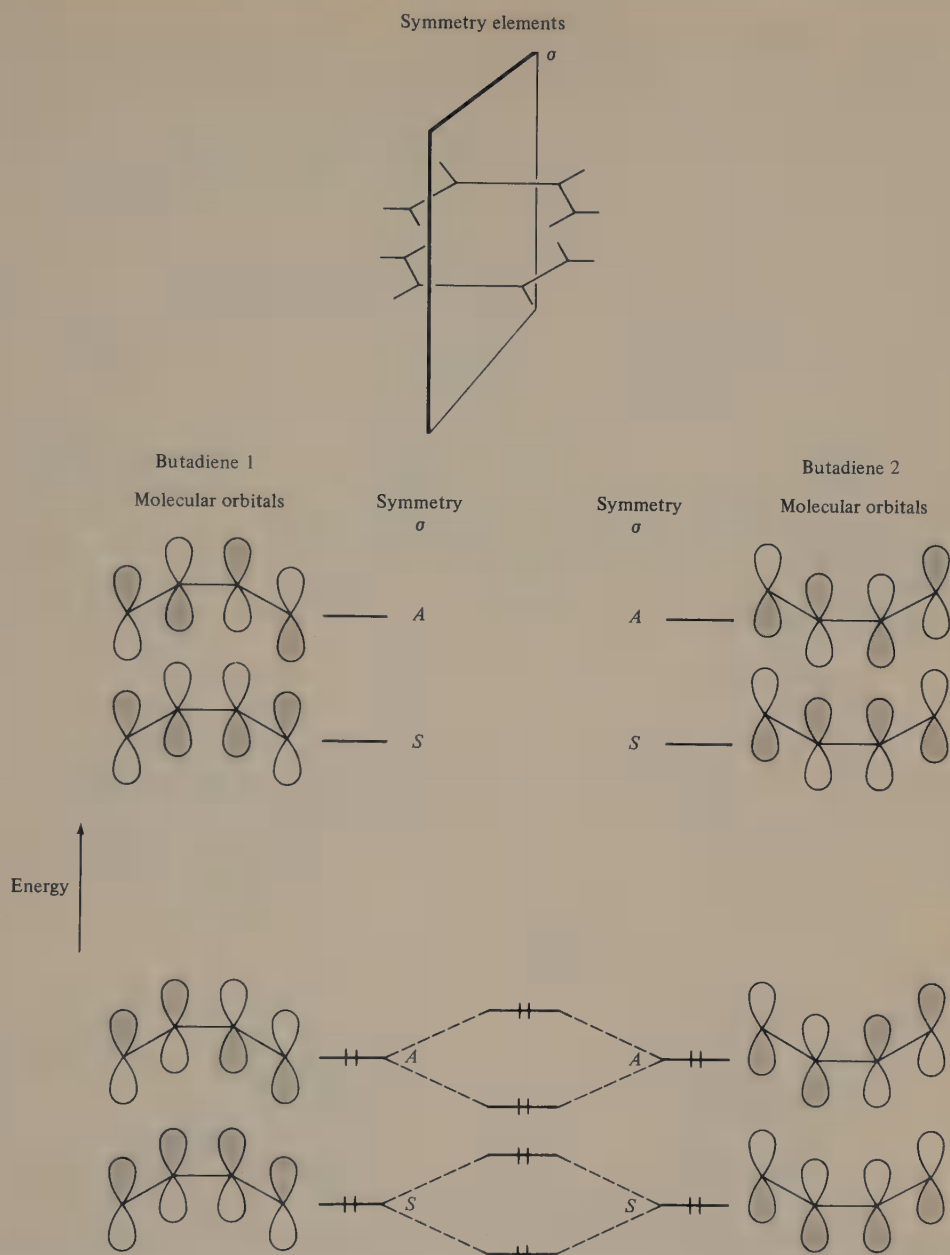 Symmetry elements
σ
Butadiene 1
Butadiene 2
Molecular orbitals
Symmetry
σ
Symmetry
σ
Molecular orbitals
A
A
S
S
Energy
A
A
S
S